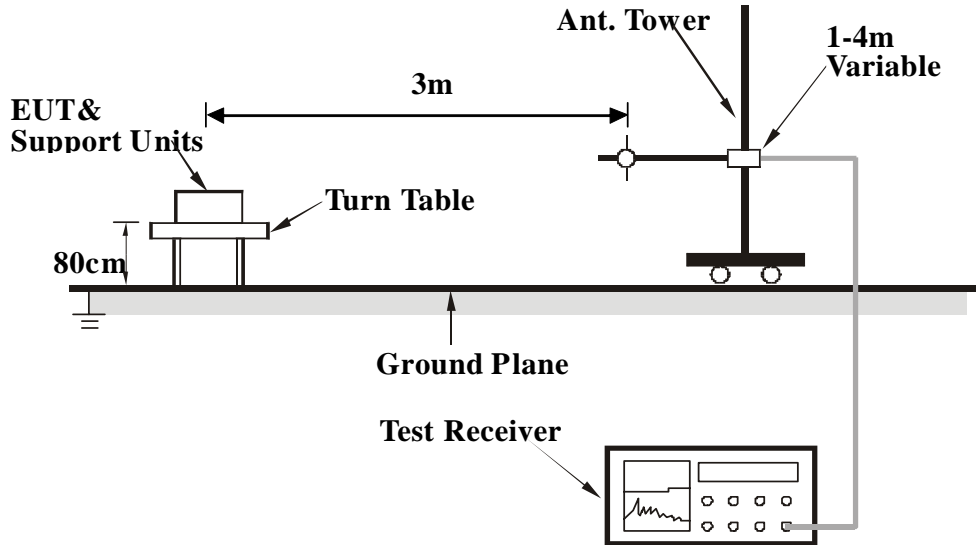 Ant. Tower
1-4m
Variable
3m
EUT&
Support Units
Turn Table
80cm
Ground Plane
Test Receiver